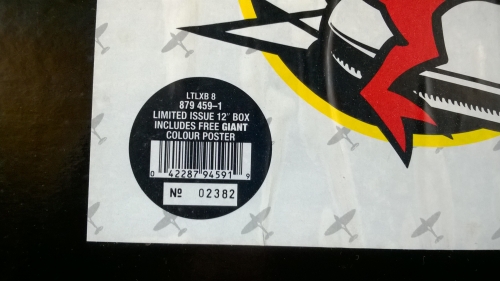 LTLXB 8
879 459-1
LIMITED ISSUE 12" BOX
INCLUDES FREE GIANT
COLOUR POSTER
0 42287 94591 9
Nº 02382